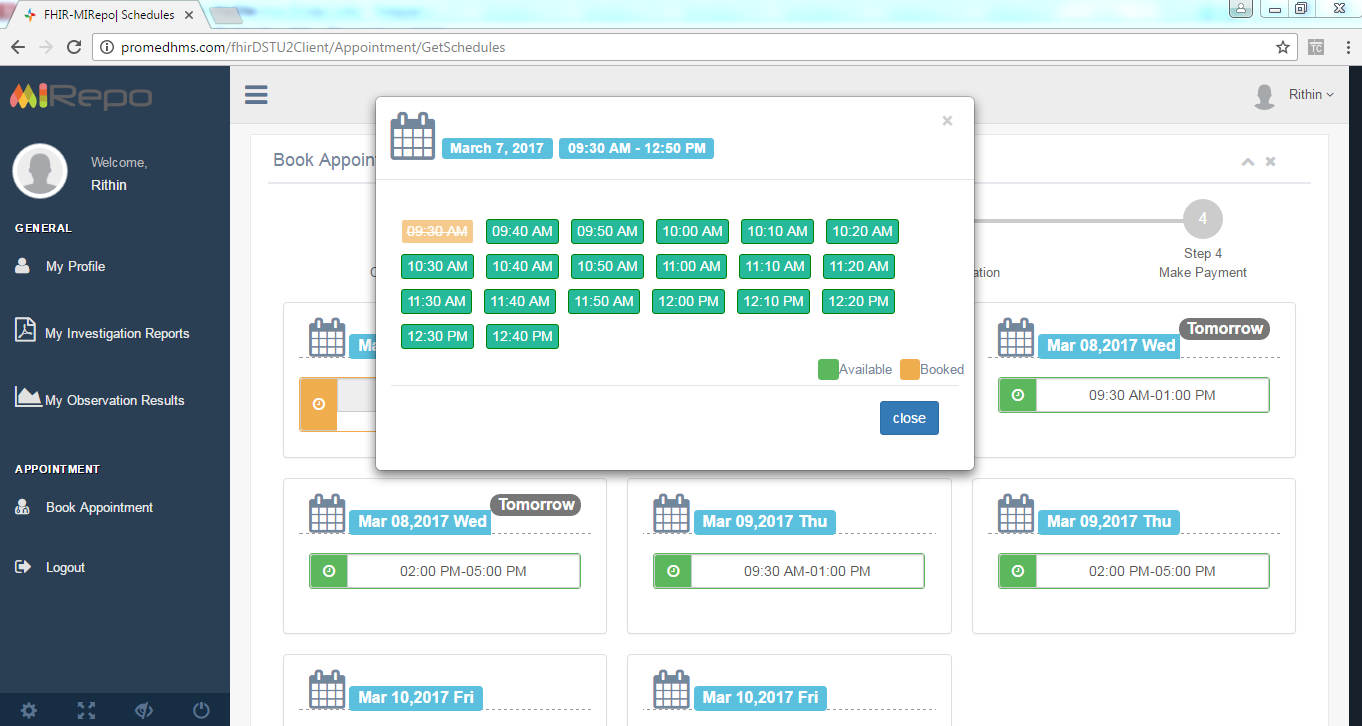 FHIR-MIRepo| Schedules
promedhms.com/fhirDSTU2Client/Appointment/GetSchedules
TC
MIRepo
Welcome,
Rithin
GENERAL
My Profile
My Investigation Reports
My Observation Results
APPOINTMENT
Book Appointment
Logout
Rithin
Book Appoin
4
Step 4
Make Payment
ation
March 7, 2017 09:30 AM - 12:50 PM
×
09:30 AM 09:40 AM 09:50 AM 10:00 AM 10:10 AM 10:20 AM
10:30 AM 10:40 AM 10:50 AM 11:00 AM 11:10 AM 11:20 AM
11:30 AM 11:40 AM 11:50 AM 12:00 PM 12:10 PM 12:20 PM
12:30 PM 12:40 PM
Available Booked
close
Tomorrow
Mar 08,2017 Wed
09:30 AM-01:00 PM
Tomorrow
Mar 08,2017 Wed
02:00 PM-05:00 PM
Mar 09,2017 Thu
09:30 AM-01:00 PM
Mar 09,2017 Thu
02:00 PM-05:00 PM
Mar 10,2017 Fri
Mar 10,2017 Fri